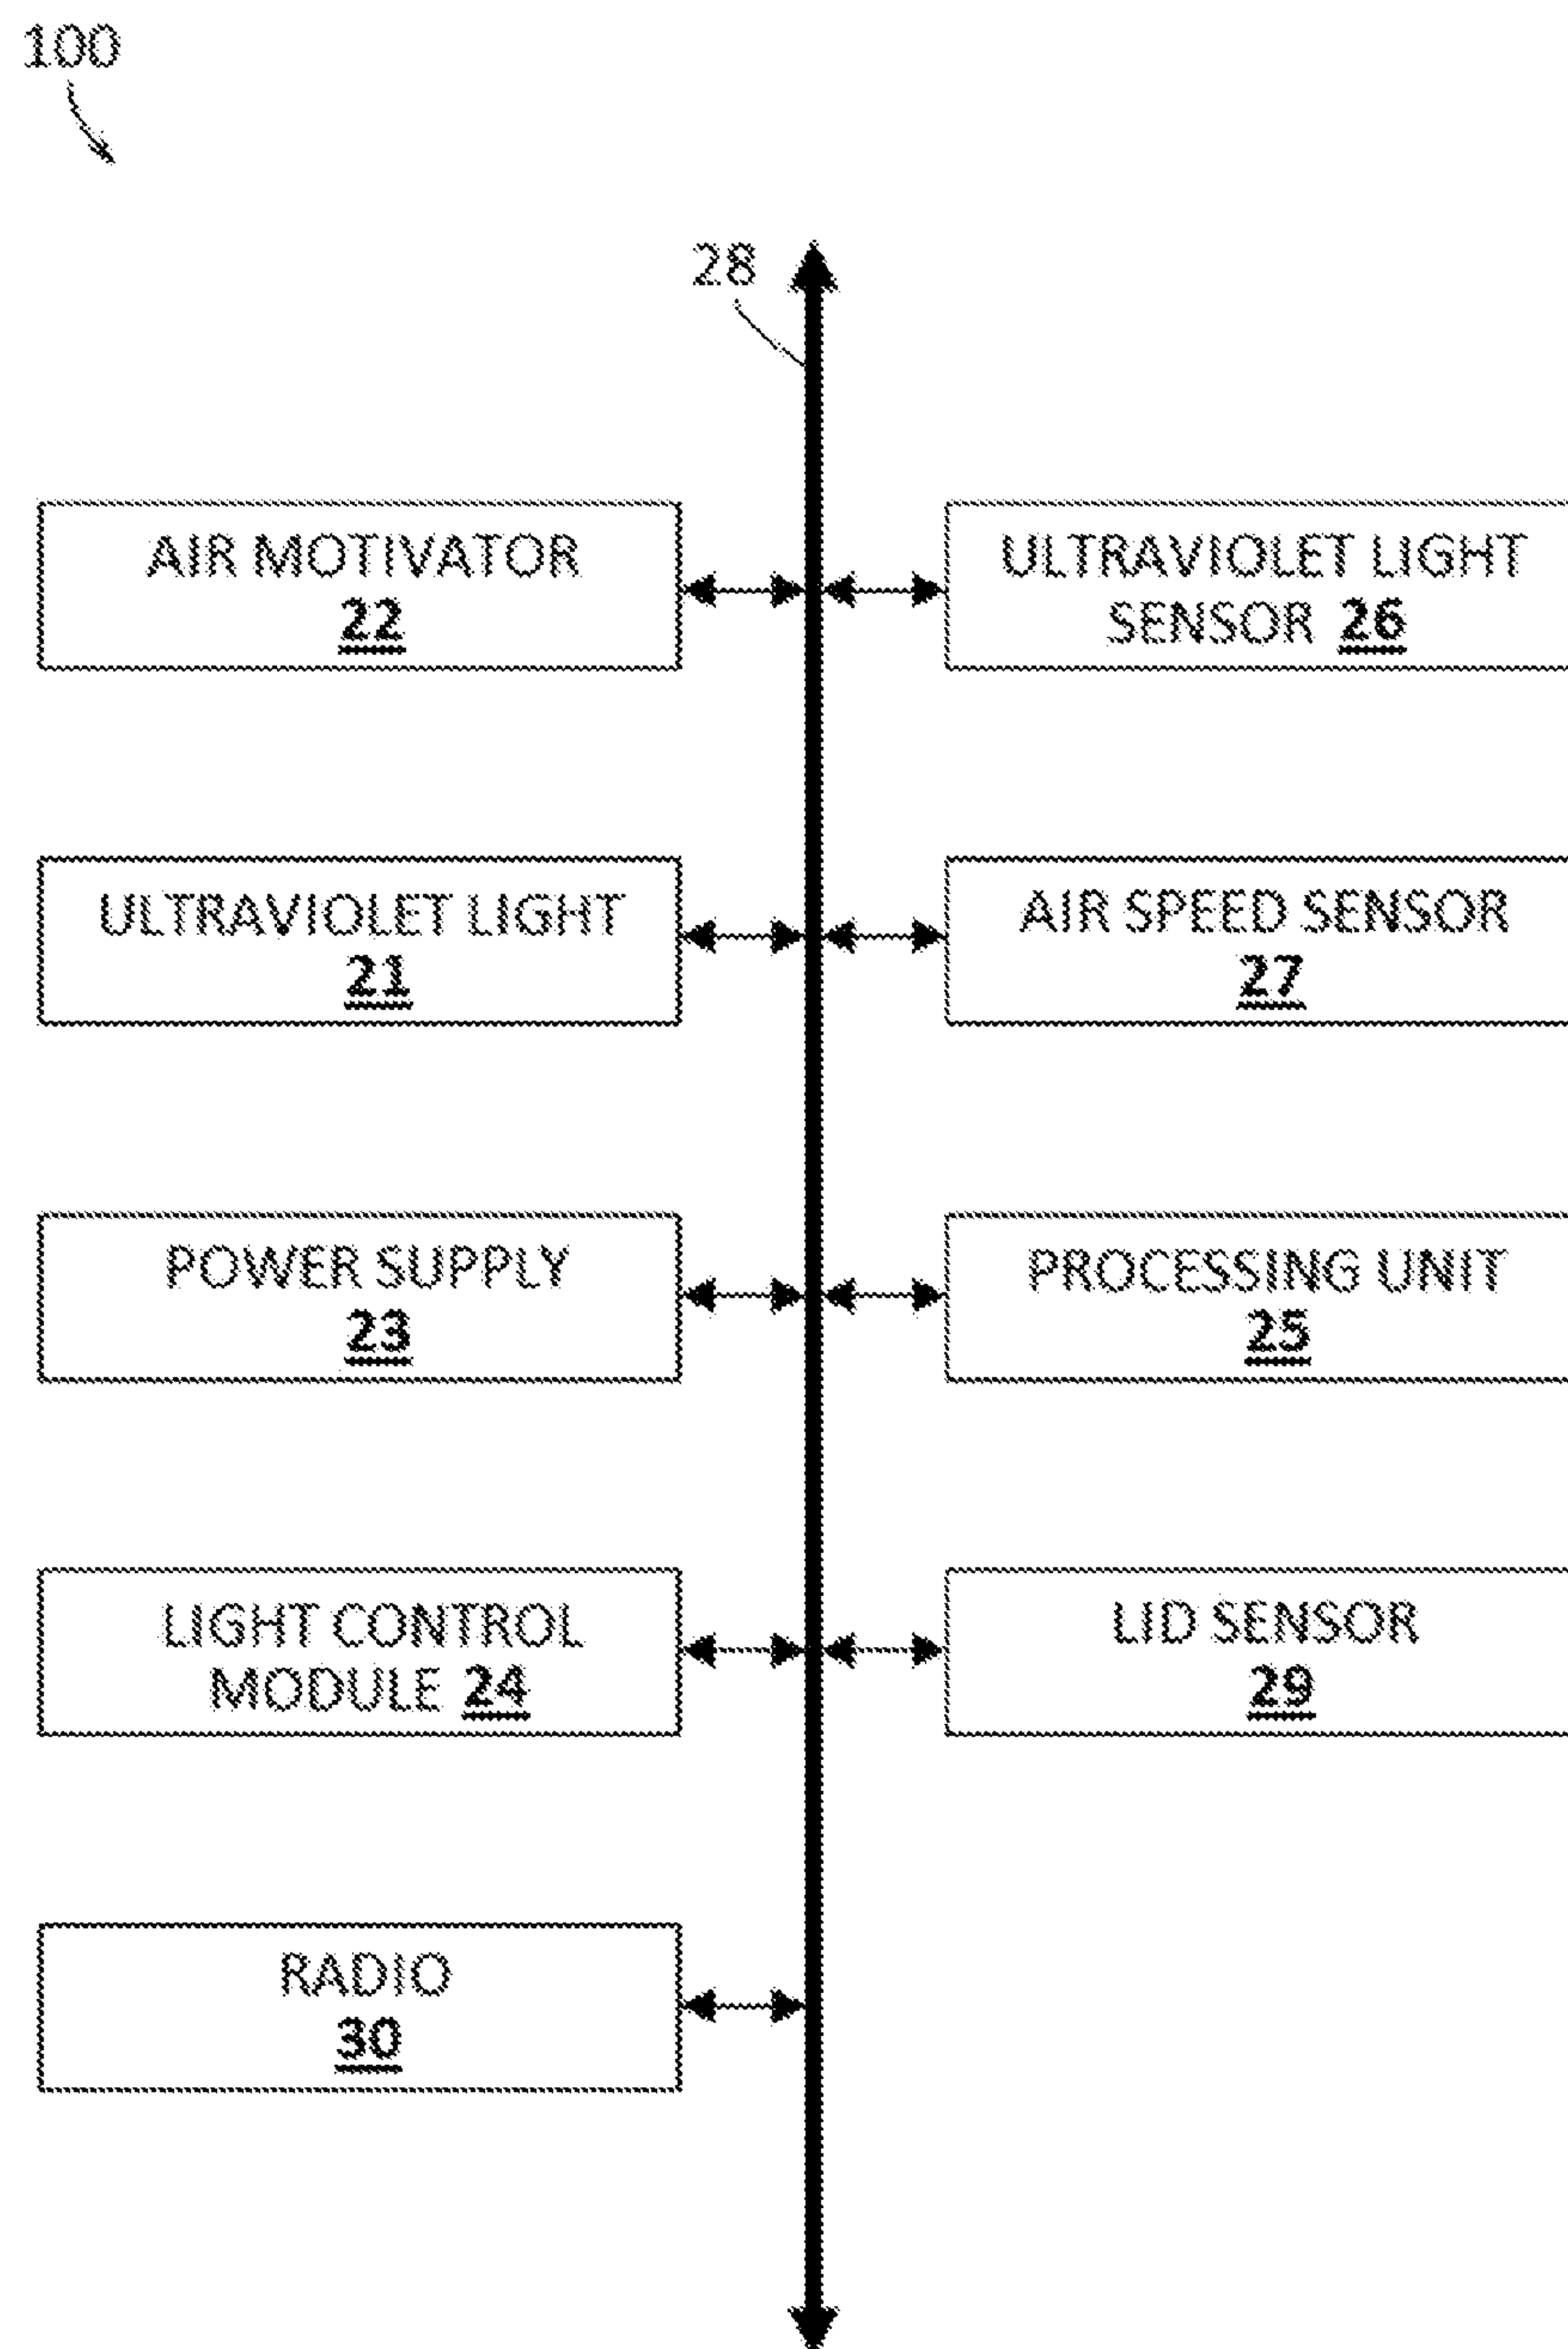 100
28
AIR MOTIVATOR
22
ULTRAVIOLET LIGHT
SENSOR 26
ULTRAVIOLET LIGHT
21
AIR SPEED SENSOR
27
POWER SUPPLY
23
PROCESSING UNIT
25
LIGHT CONTROL
MODULE 24
LID SENSOR
29
RADIO
30